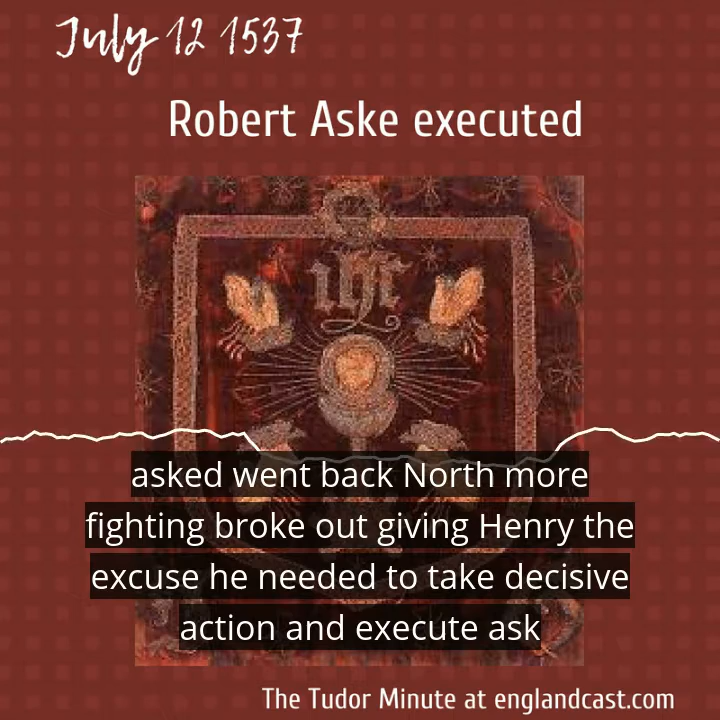 July 12 1537
Robert Aske executed
ihc
asked went back North more
fighting broke out giving Henry the
excuse he needed to take decisive
action and execute ask
The Tudor Minute at englandcast.com